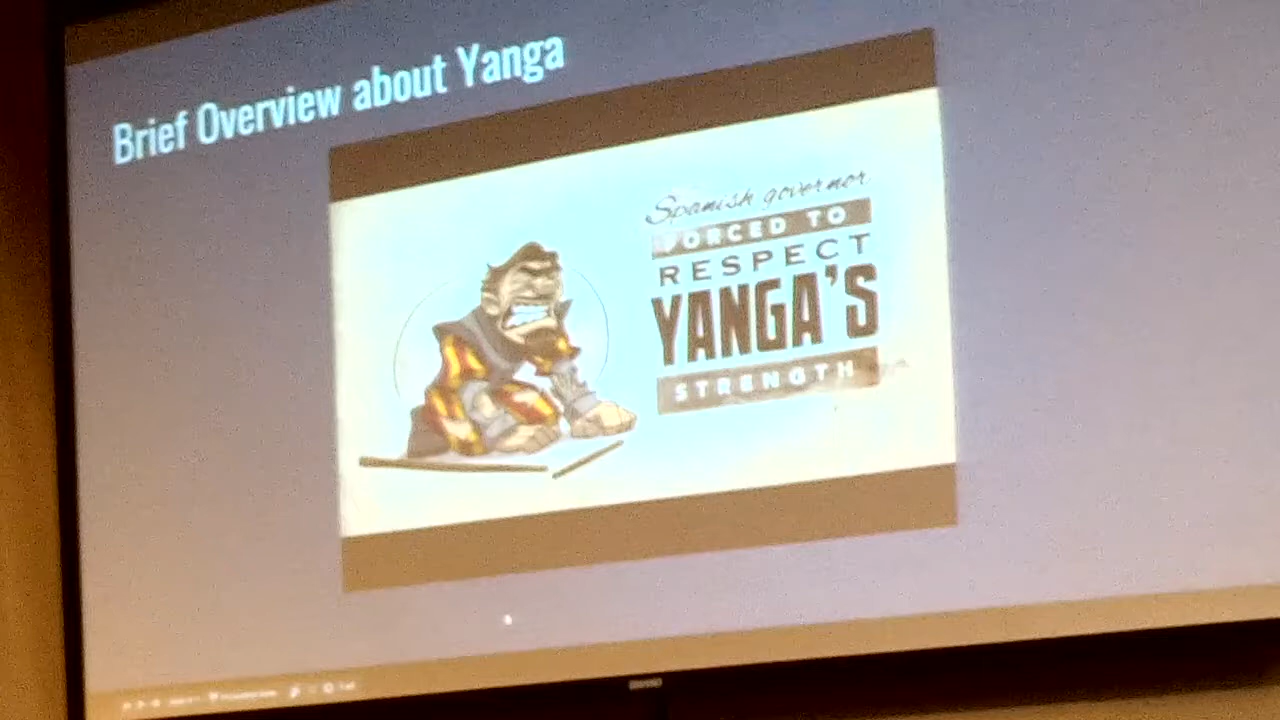 Brief Overview about Yanga
Spanish governor
FORCED TO
RESPECT
YANGA'S
STRENGTH